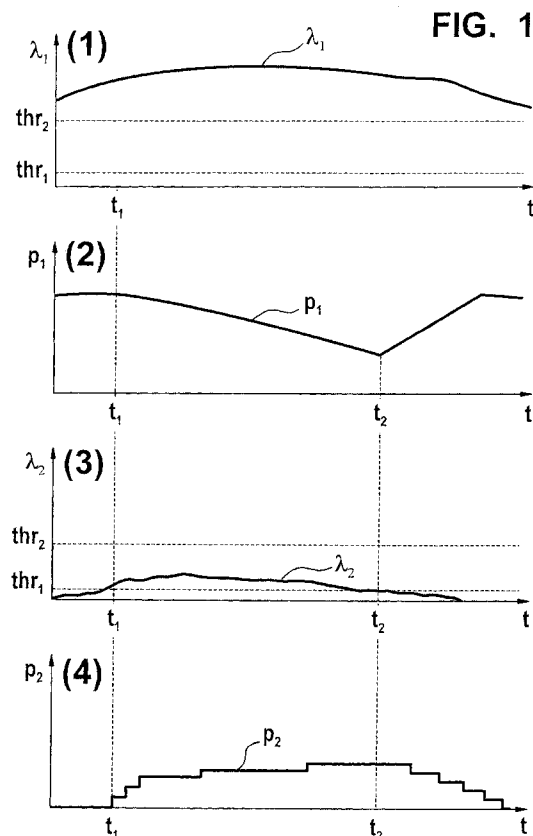 FIG. 1
λ1 (1) λ1
thr2
thr1
t1 t
p1 (2)
p1
t1 t2 t
λ2 (3)
thr2
λ2
thr1
t1 t2 t
p2 (4)
p2
t1 t2 t